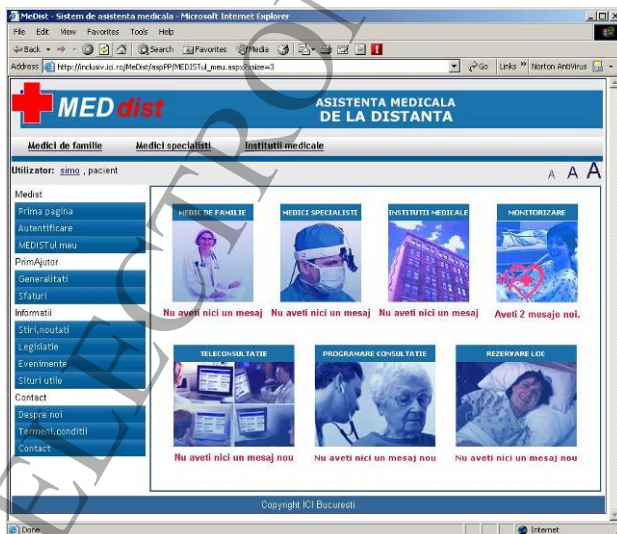 MeDist - Sistem de asistenta medicala - Microsoft Internet Explorer
File Edit View Favorites Tools Help
Back Search Favorites Media
Address http://inclusiv.ici.ro/MeDist/aspPP/MEDISTul_meu.aspx?size=3 Go Links » Norton AntiVirus
MED dist
ASISTENTA MEDICALA
DE LA DISTANTA
Medici de familie Medici specialisti Institutii medicale
Utilizator: simo , pacient A A A
Medist
Prima pagina
Autentificare
MEDISTul meu
PrimAjutor
Generalitati
Sfaturi
Informatii
Stiri,noutati
Legislatie
Evenimente
Situri utile
Contact
Despre noi
Termeni,conditii
Contact
MEDIC DE FAMILIE MEDICI SPECIALISTI INSTITUTII MEDICALE MONITORIZARE
Nu aveti nici un mesaj Nu aveti nici un mesaj Nu aveti nici un mesaj Aveti 2 mesaje noi.
TELECONSULTATIE PROGRAMARE CONSULTATIE REZERVARE LOC
Nu aveti nici un mesaj nou Nu aveti nici un mesaj nou Nu aveti nici un mesaj nou
Copyright ICI Bucuresti
Done Internet
ELECTRO